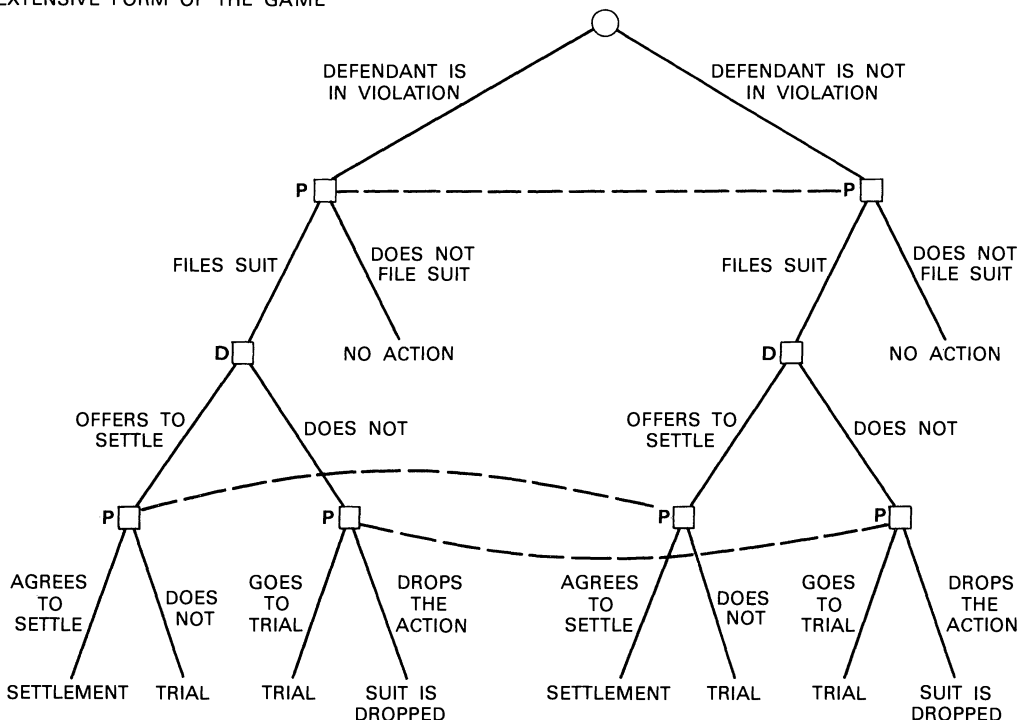 EXTENSIVE FORM OF THE GAME
DEFENDANT IS
IN VIOLATION
DEFENDANT IS NOT
IN VIOLATION
P
P
FILES SUIT
DOES NOT
FILE SUIT
FILES SUIT
DOES NOT
FILE SUIT
D
NO ACTION
D
NO ACTION
OFFERS TO
SETTLE
DOES NOT
OFFERS TO
SETTLE
DOES NOT
P
P
P
P
AGREES
TO
SETTLE
DOES
NOT
GOES
TO
TRIAL
DROPS
THE
ACTION
AGREES
TO
SETTLE
DOES
NOT
GOES
TO
TRIAL
DROPS
THE
ACTION
SETTLEMENT
TRIAL
TRIAL
SUIT IS
DROPPED
SETTLEMENT
TRIAL
TRIAL
SUIT IS
DROPPED